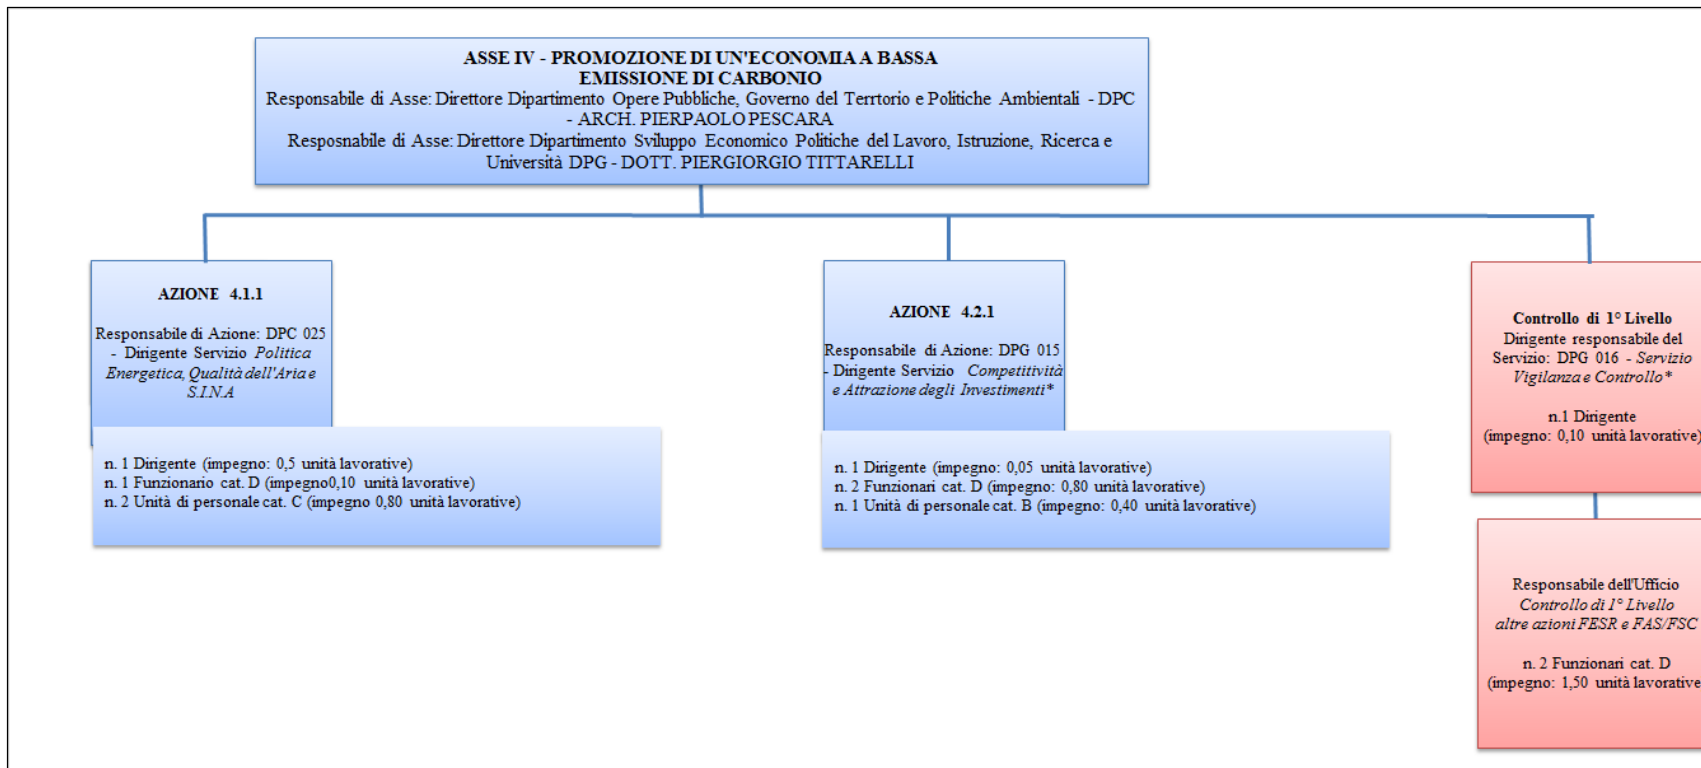 ASSE IV - PROMOZIONE DI UN'ECONOMIA A BASSA
EMISSIONE DI CARBONIO
Responsabile di Asse: Direttore Dipartimento Opere Pubbliche, Governo del Terrtorio e Politiche Ambientali - DPC
- ARCH. PIERPAOLO PESCARA
Resposnabile di Asse: Direttore Dipartimento Sviluppo Economico Politiche del Lavoro, Istruzione, Ricerca e
Università DPG - DOTT. PIERGIORGIO TITTARELLI
AZIONE 4.1.1
Responsabile di Azione: DPC 025
- Dirigente Servizio Politica
Energetica, Qualità dell'Aria e
S.I.N.A
n. 1 Dirigente (impegno: 0,5 unità lavorative)
n. 1 Funzionario cat. D (impegno0,10 unità lavorative)
n. 2 Unità di personale cat. C (impegno 0,80 unità lavorative)
AZIONE 4.2.1
Responsabile di Azione: DPG 015
- Dirigente Servizio Competitività
e Attrazione degli Investimenti*
n. 1 Dirigente (impegno: 0,05 unità lavorative)
n. 2 Funzionari cat. D (impegno: 0,80 unità lavorative)
n. 1 Unità di personale cat. B (impegno: 0,40 unità lavorative)
Controllo di 1° Livello
Dirigente responsabile del
Servizio: DPG 016 - Servizio
Vigilanza e Controllo*
n.1 Dirigente
(impegno: 0,10 unità lavorative)
Responsabile dell'Ufficio
Controllo di 1° Livello
altre azioni FESR e FAS/FSC
n. 2 Funzionari cat. D
(impegno: 1,50 unità lavorative